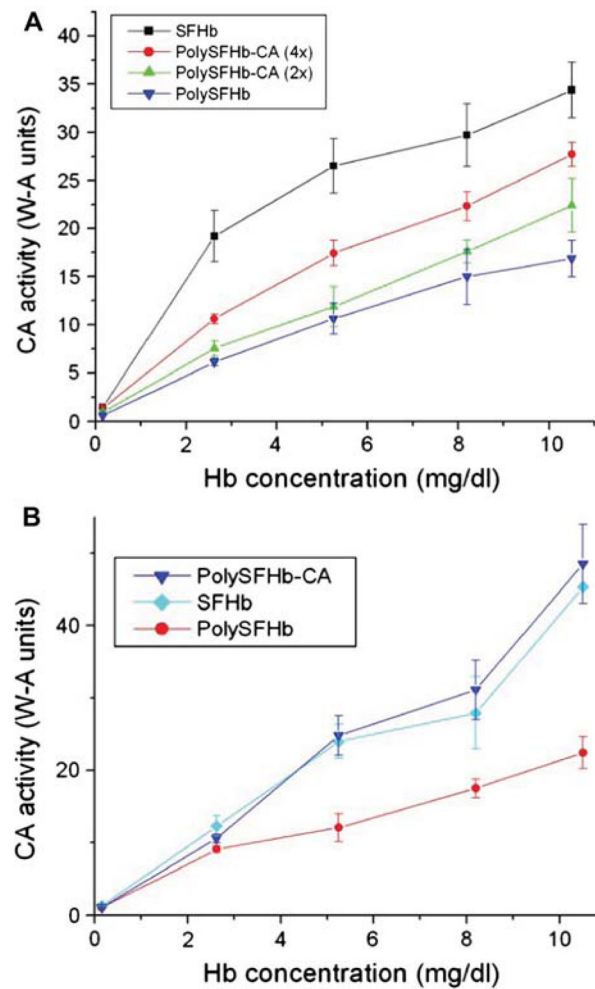 A
SFHb
PolySFHb-CA (4x)
PolySFHb-CA (2x)
PolySFHb
CA activity (W-A units)
40
35
30
25
20
15
10
5
0
0 2 4 6 8 10
Hb concentration (mg/dl)
B
PolySFHb-CA
SFHb
PolySFHb
CA activity (W-A units)
40
20
0
0 2 4 6 8 10
Hb concentration (mg/dl)